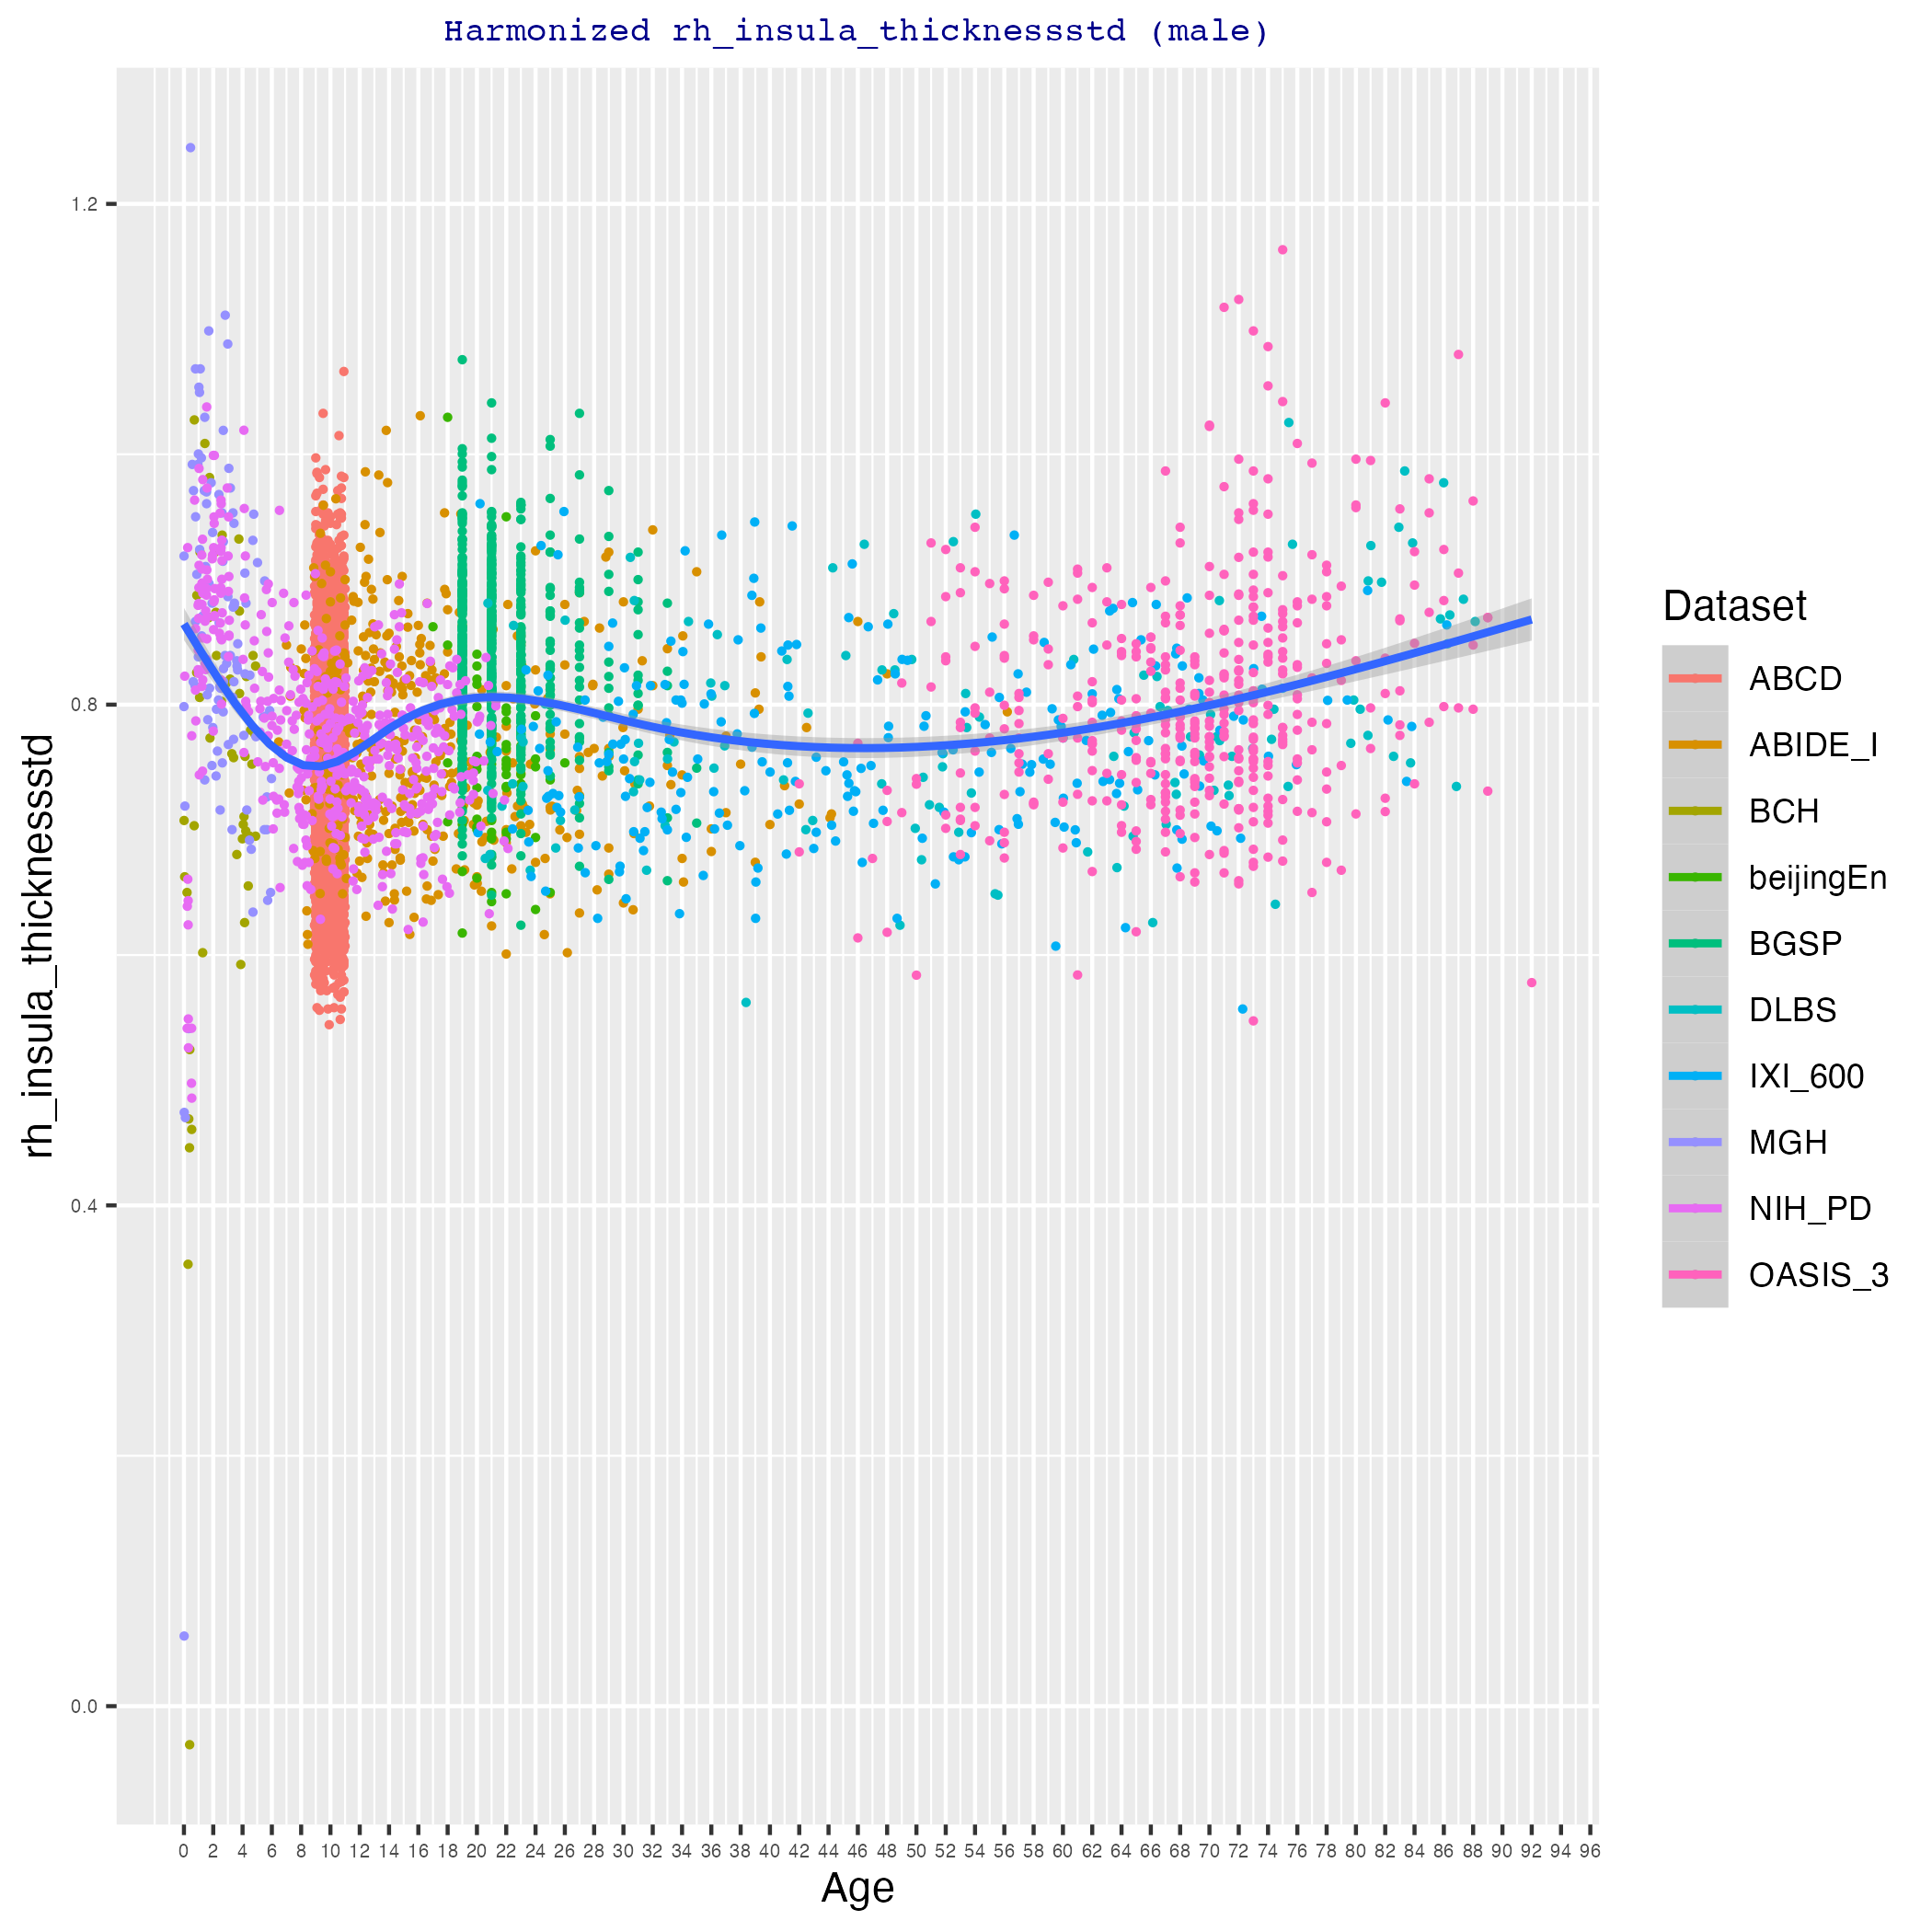 Harmonized rh_insula_thicknessstd (male)
1.2
0.8
0.4
0.0
rh_insula_thicknessstd
0 2 4 6 8 10 12 14 16 18 20 22 24 26 28 30 32 34 36 38 40 42 44 46 48 50 52 54 56 58 60 62 64 66 68 70 72 74 76 78 80 82 84 86 88 90 92 94 96
Age
Dataset
ABCD
ABIDE_I
BCH
beijingEn
BGSP
DLBS
IXI_600
MGH
NIH_PD
OASIS_3